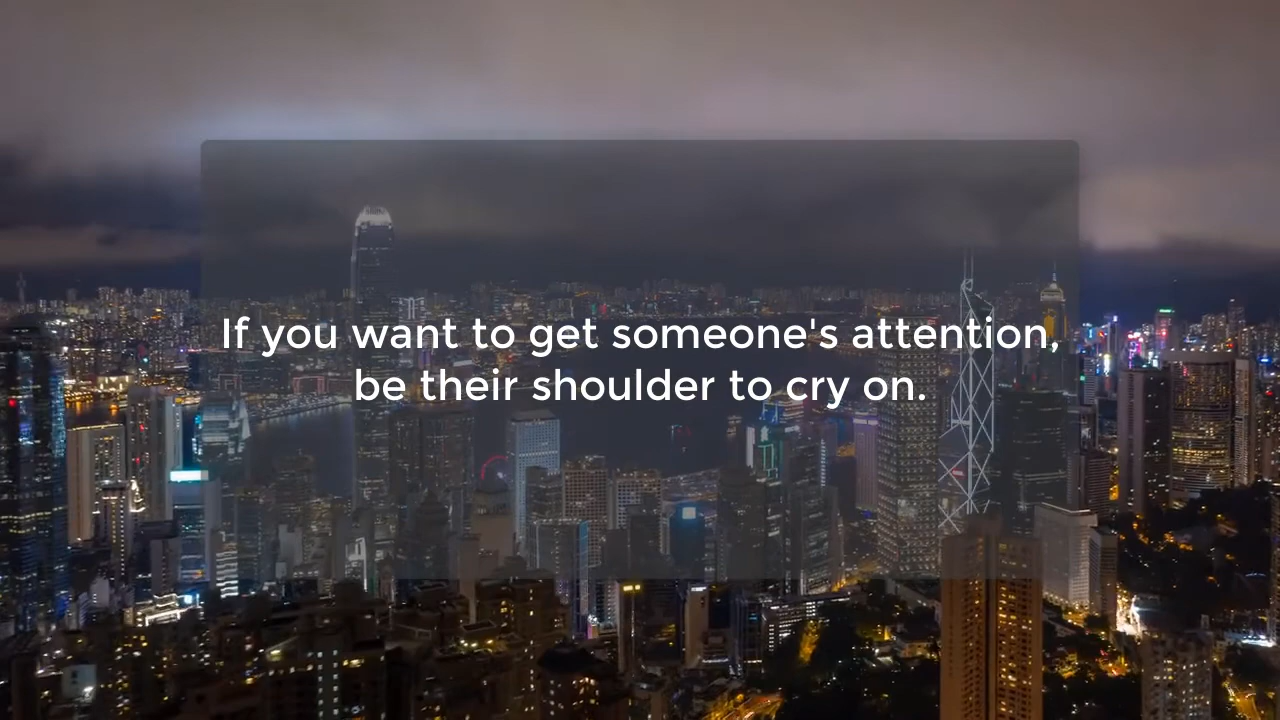 If you want to get someone's attention,
be their shoulder to cry on.